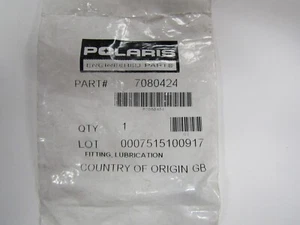 POLARIS
ENGINEERED PARTS
PART# 7080424
QTY 1
LOT 0007515100917
FITTING, LUBRICATION
COUNTRY OF ORIGIN GB